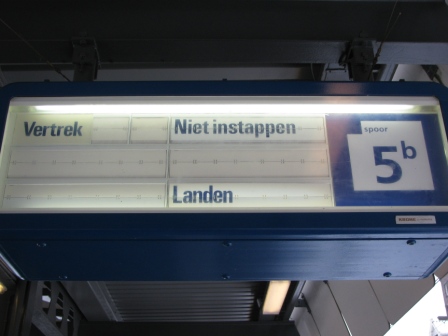 Vertrek Niet instappen
spoor
5b
Landen